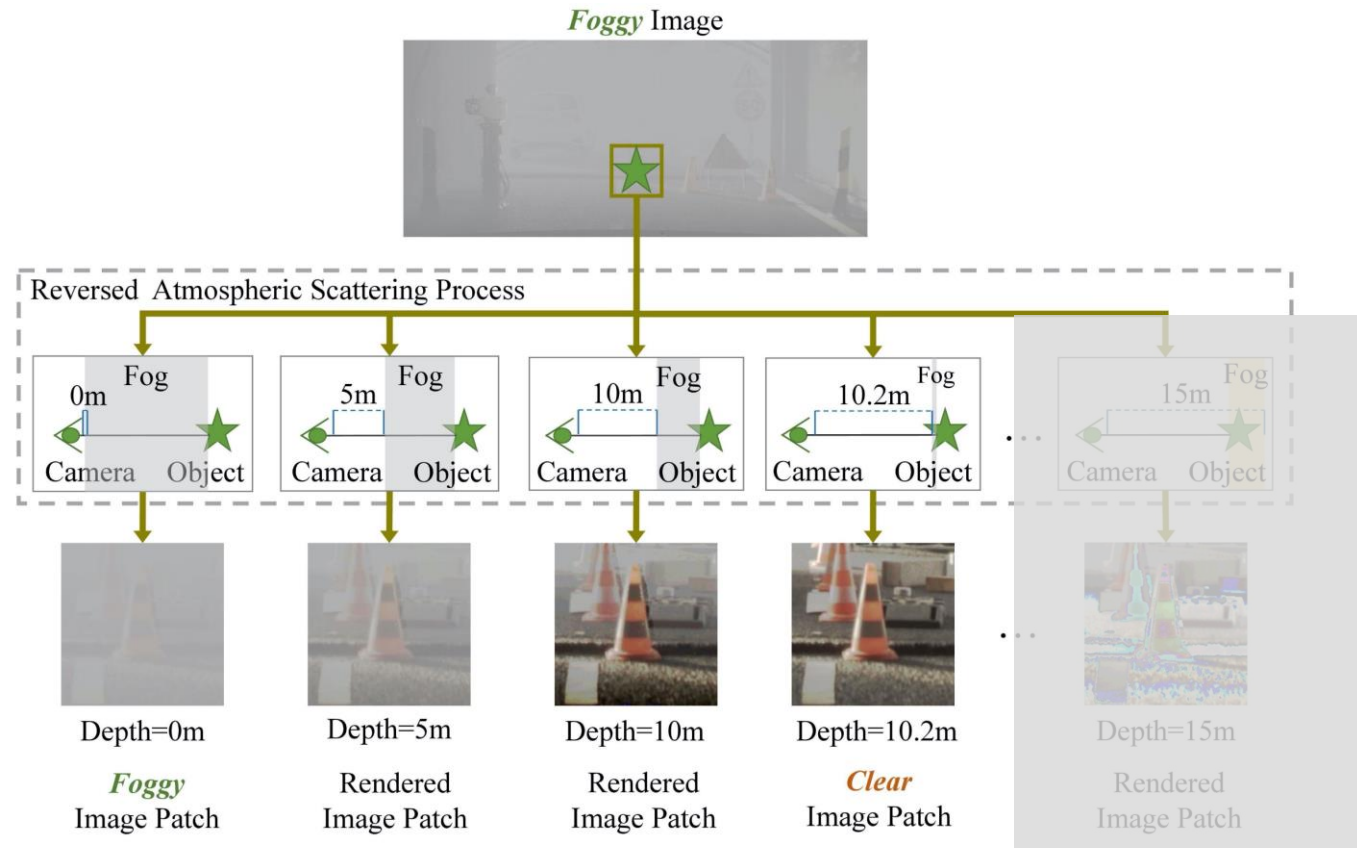 Foggy Image
Reversed Atmospheric Scattering Process
Fog
0m
Camera Object
Fog
5m
Camera Object
Fog
10m
Camera Object
Fog
10.2m
Camera Object
...
Fog
15m
Camera Object
...
Depth=0m
Foggy
Image Patch
Depth=5m
Rendered
Image Patch
Depth=10m
Rendered
Image Patch
Depth=10.2m
Clear
Image Patch
Depth=15m
Rendered
Image Patch